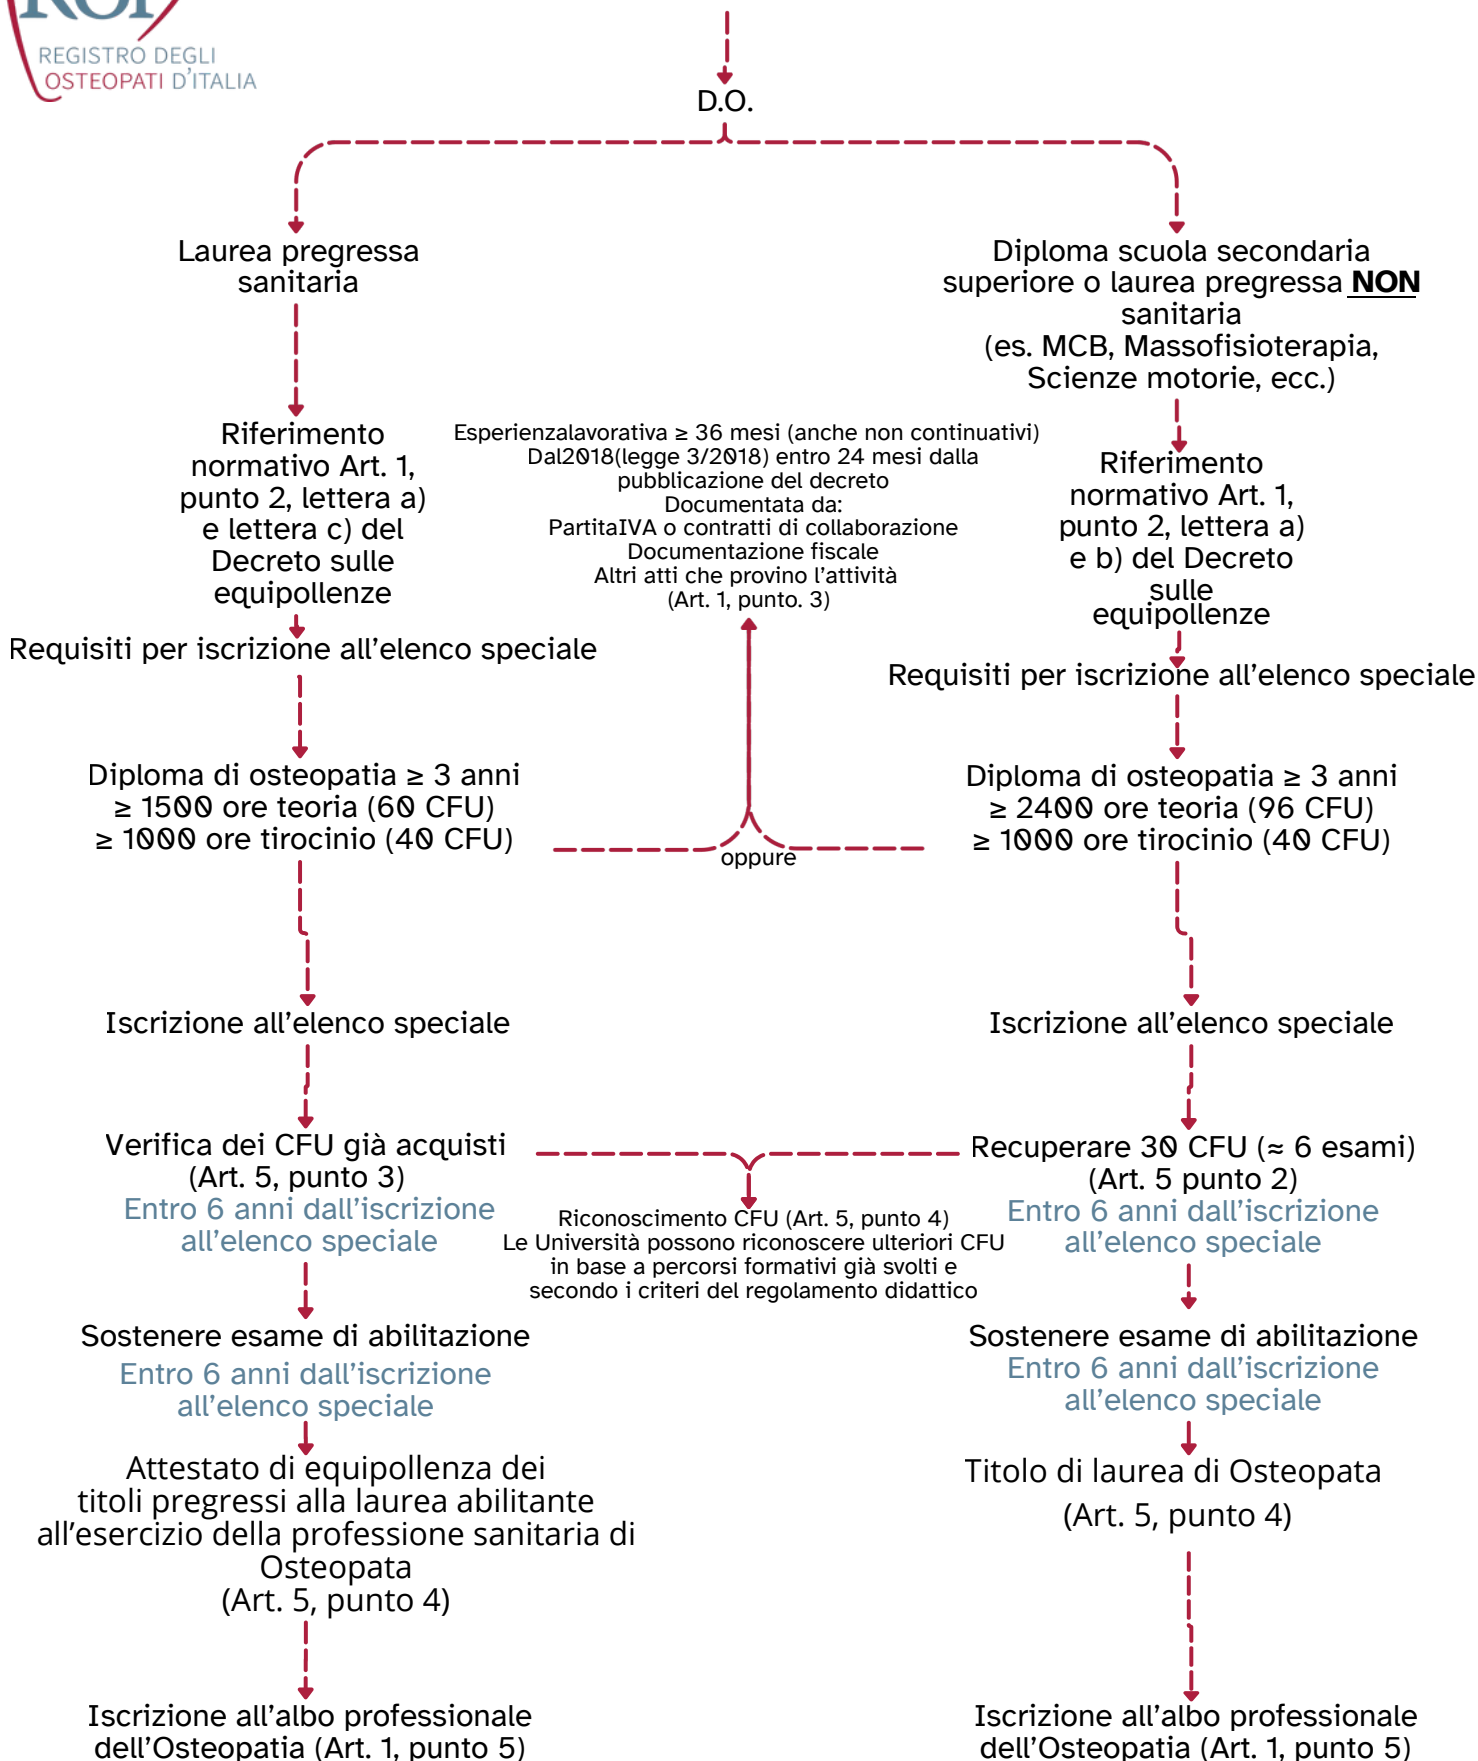 ROI
REGISTRO DEGLI
OSTEOPATI D'ITALIA
D.O.
Laurea pregressa
sanitaria
Riferimento
normativo Art. 1,
punto 2, lettera a)
e lettera c) del
Decreto sulle
equipollenze
Requisiti per iscrizione all'elenco speciale
Diploma di osteopatia ≥ 3 anni
≥ 1500 ore teoria (60 CFU)
≥ 1000 ore tirocinio (40 CFU)
Iscrizione all'elenco speciale
Verifica dei CFU già acquisti
(Art. 5, punto 3)
Entro 6 anni dall'iscrizione
all'elenco speciale
Sostenere esame di abilitazione
Entro 6 anni dall'iscrizione
all'elenco speciale
Attestato di equipollenza dei
titoli pregressi alla laurea abilitante
all'esercizio della professione sanitaria di
Osteopata
(Art. 5, punto 4)
Iscrizione all'albo professionale
dell'Osteopatia (Art. 1, punto 5)
Esperienzalavorativa ≥ 36 mesi (anche non continuativi)
Dal2018(legge 3/2018) entro 24 mesi dalla
pubblicazione del decreto
Documentata da:
PartitaIVA o contratti di collaborazione
Documentazione fiscale
Altri atti che provino l'attività
(Art. 1, punto. 3)
oppure
Riconoscimento CFU (Art. 5, punto 4)
Le Università possono riconoscere ulteriori CFU
in base a percorsi formativi già svolti e
secondo i criteri del regolamento didattico
Diploma scuola secondaria
superiore o laurea pregressa NON
sanitaria
(es. MCB, Massofisioterapia,
Scienze motorie, ecc.)
Riferimento
normativo Art. 1,
punto 2, lettera a)
e b) del Decreto
sulle
equipollenze
Requisiti per iscrizione all'elenco speciale
Diploma di osteopatia ≥ 3 anni
≥ 2400 ore teoria (96 CFU)
≥ 1000 ore tirocinio (40 CFU)
Iscrizione all'elenco speciale
Recuperare 30 CFU (≈ 6 esami)
(Art. 5 punto 2)
Entro 6 anni dall'iscrizione
all'elenco speciale
Sostenere esame di abilitazione
Entro 6 anni dall'iscrizione
all'elenco speciale
Titolo di laurea di Osteopata
(Art. 5, punto 4)
Iscrizione all'albo professionale
dell'Osteopatia (Art. 1, punto 5)